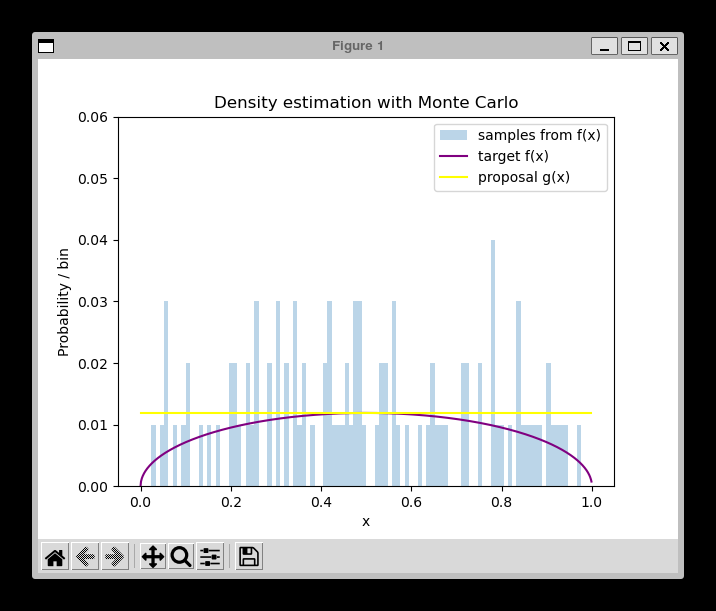 Figure 1
Density estimation with Monte Carlo
samples from f(x)
target f(x)
proposal g(x)
Probability / bin
0.06
0.05
0.04
0.03
0.02
0.01
0.00
0.0 0.2 0.4 0.6 0.8 1.0
x